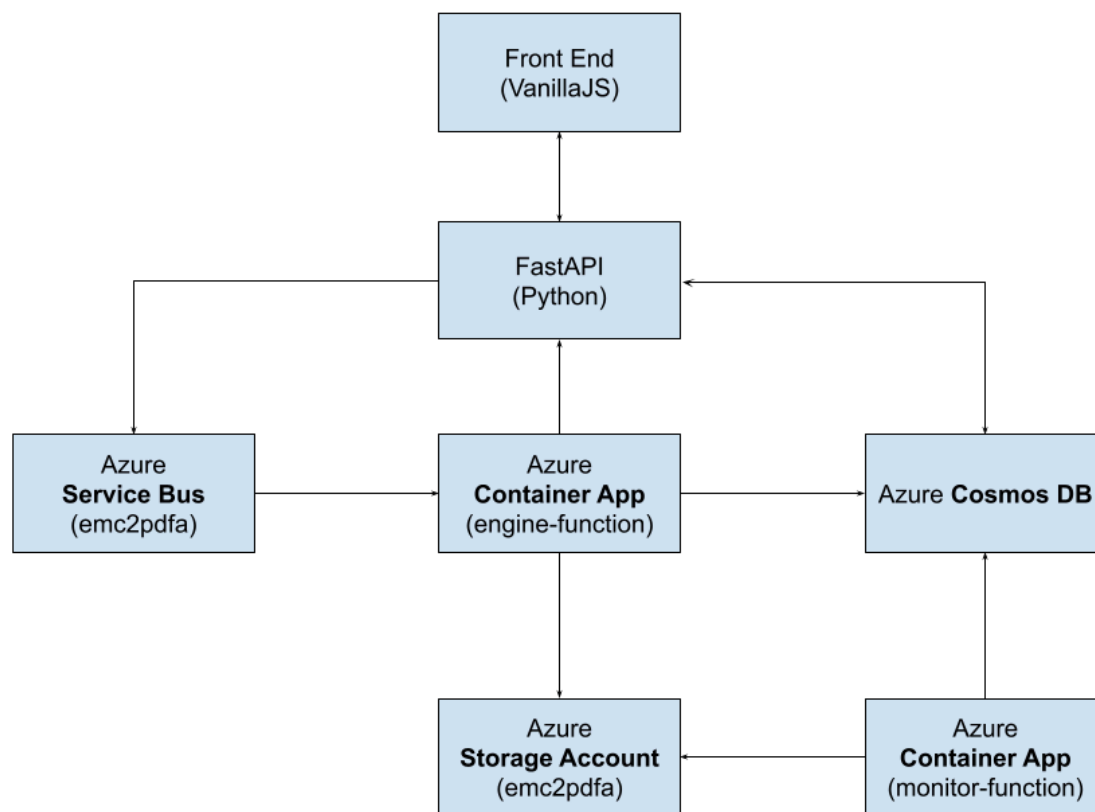 Front End
(VanillaJS)
FastAPI
(Python)
Azure
Service Bus
(emc2pdfa)
Azure
Container App
(engine-function)
Azure Cosmos DB
Azure
Storage Account
(emc2pdfa)
Azure
Container App
(monitor-function)